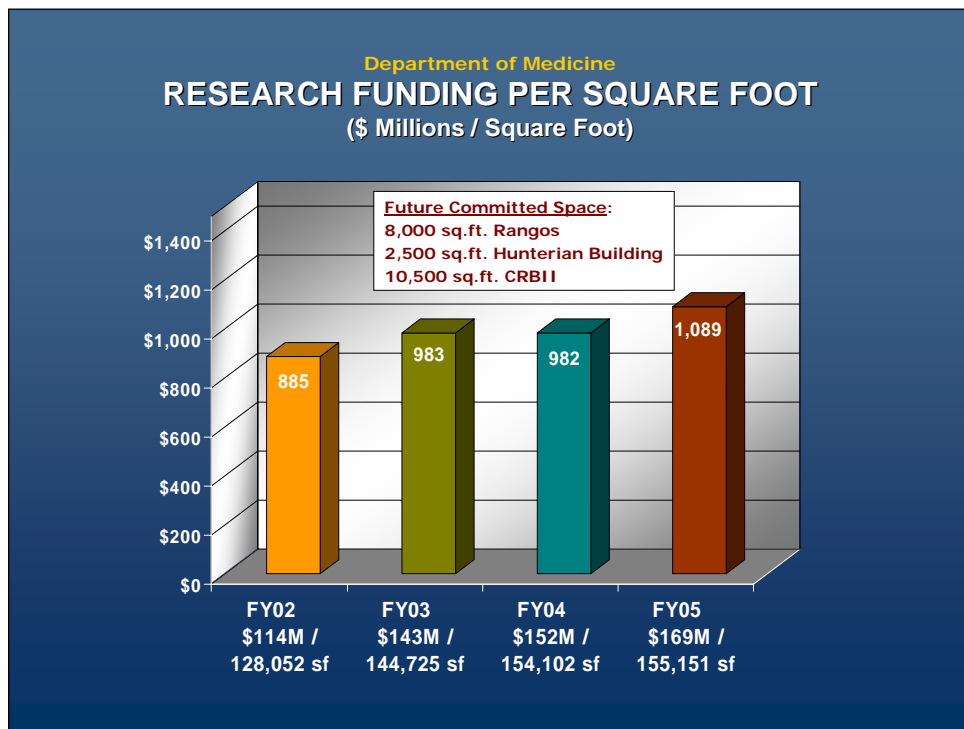 Department of Medicine
RESEARCH FUNDING PER SQUARE FOOT
($ Millions / Square Foot)
Future Committed Space:
8,000 sq.ft. Rangos
2,500 sq.ft. Hunterian Building
10,500 sq.ft. CRBII
$1,400
$1,200
$1,000
$800
$600
$400
$200
$0
885
983
982
1,089
FY02 FY03 FY04 FY05
$114M / $143M / $152M / $169M /
128,052 sf 144,725 sf 154,102 sf 155,151 sf